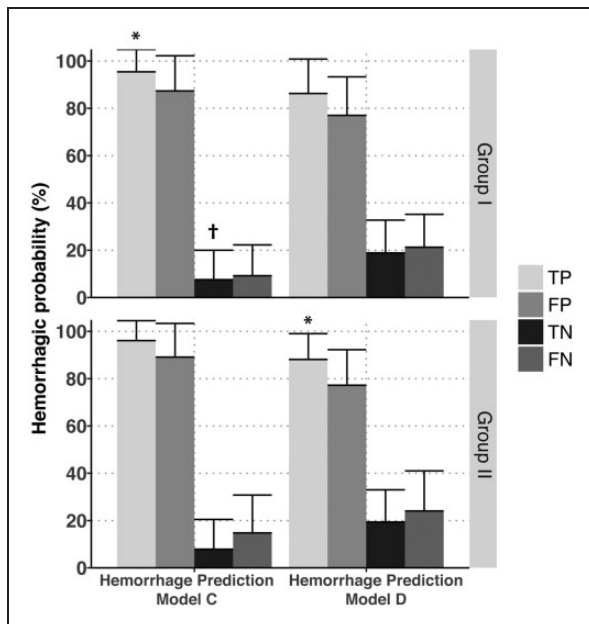 Hemorrhagic probability (%)
*
100
80
60
40
20
0
†
Group I
*
100
80
60
40
20
0
Group II
Hemorrhage Prediction
Model C
Hemorrhage Prediction
Model D
TP
FP
TN
FN